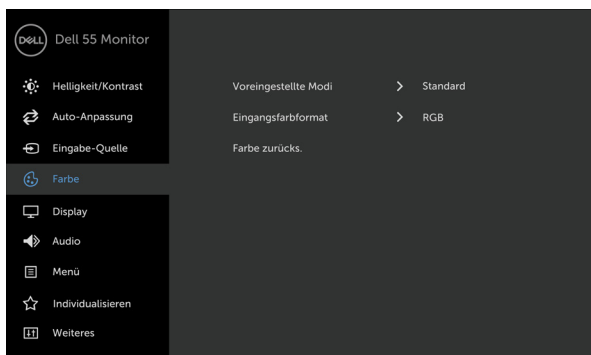 DELL Dell 55 Monitor
Helligkeit/Kontrast Voreingestellte Modi > Standard
Auto-Anpassung Eingangsfarbformat > RGB
Eingabe-Quelle Farbe zurücks.
Farbe
Display
Audio
Menü
Individualisieren
Weiteres